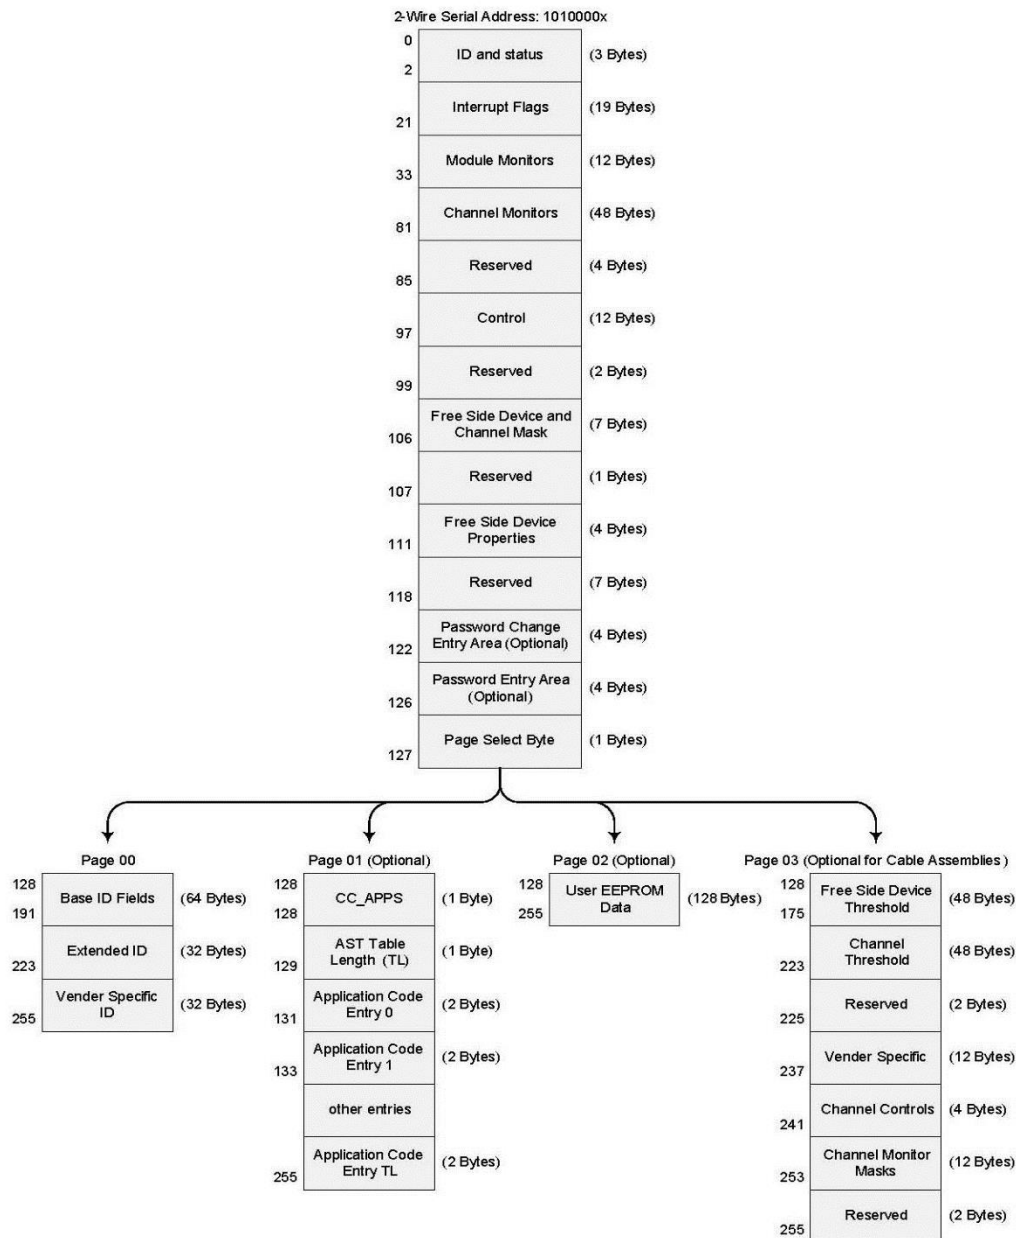 2-Wire Serial Address: 1010000x
0
ID and status (3 Bytes)
2
Interrupt Flags (19 Bytes)
21
Module Monitors (12 Bytes)
33
Channel Monitors (48 Bytes)
81
Reserved (4 Bytes)
85
Control (12 Bytes)
97
Reserved (2 Bytes)
99
Free Side Device and
Channel Mask (7 Bytes)
106
Reserved (1 Bytes)
107
Free Side Device
Properties (4 Bytes)
111
Reserved (7 Bytes)
118
Password Change
Entry Area (Optional) (4 Bytes)
122
Password Entry Area
(Optional) (4 Bytes)
126
Page Select Byte (1 Bytes)
127
Page 00
128
Base ID Fields (64 Bytes)
191
Extended ID (32 Bytes)
223
Vender Specific
ID (32 Bytes)
255
Page 01 (Optional)
128
CC_APPS (1 Byte)
128
AST Table
Length (TL) (1 Byte)
129
Application Code
Entry 0 (2 Bytes)
131
Application Code
Entry 1 (2 Bytes)
133
other entries
Application Code
Entry TL (2 Bytes)
255
Page 02 (Optional)
128
User EEPROM
Data (128 Bytes)
255
Page 03 (Optional for Cable Assemblies )
128
Free Side Device
Threshold (48 Bytes)
175
Channel
Threshold (48 Bytes)
223
Reserved (2 Bytes)
225
Vender Specific (12 Bytes)
237
Channel Controls (4 Bytes)
241
Channel Monitor
Masks (12 Bytes)
253
Reserved (2 Bytes)
255